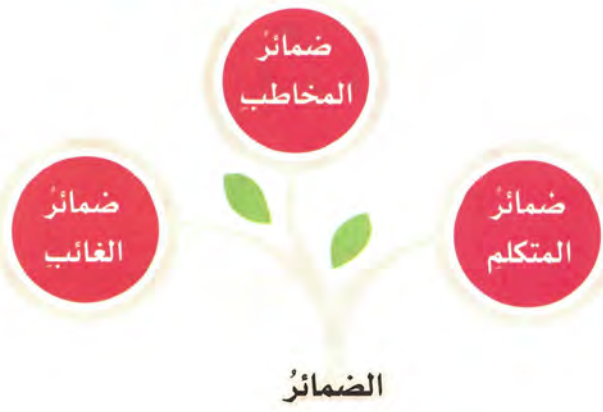 ضمائرُ
المخاطبِ
ضمائرُ
المتكلمِ
ضمائرُ
الغائبِ
الضمائرُ